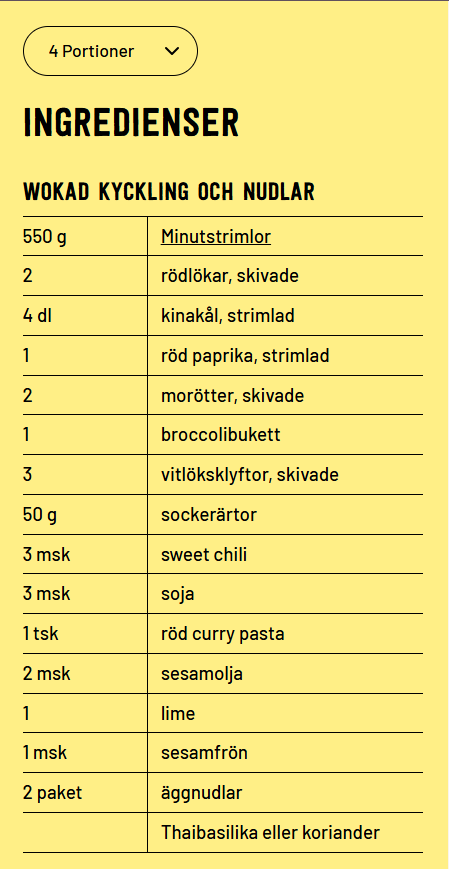 4 Portioner
INGREDIENSER
WOKAD KYCKLING OCH NUDLAR
550 g Minutstrimlor
2 rödlökar, skivade
4 dl kinakål, strimlad
1 röd paprika, strimlad
2 morötter, skivade
1 broccolibukett
3 vitlöksklyftor, skivade
50 g sockerärtor
3 msk sweet chili
3 msk soja
1 tsk röd curry pasta
2 msk sesamolja
1 lime
1 msk sesamfrön
2 paket äggnudlar
Thaibasilika eller koriander